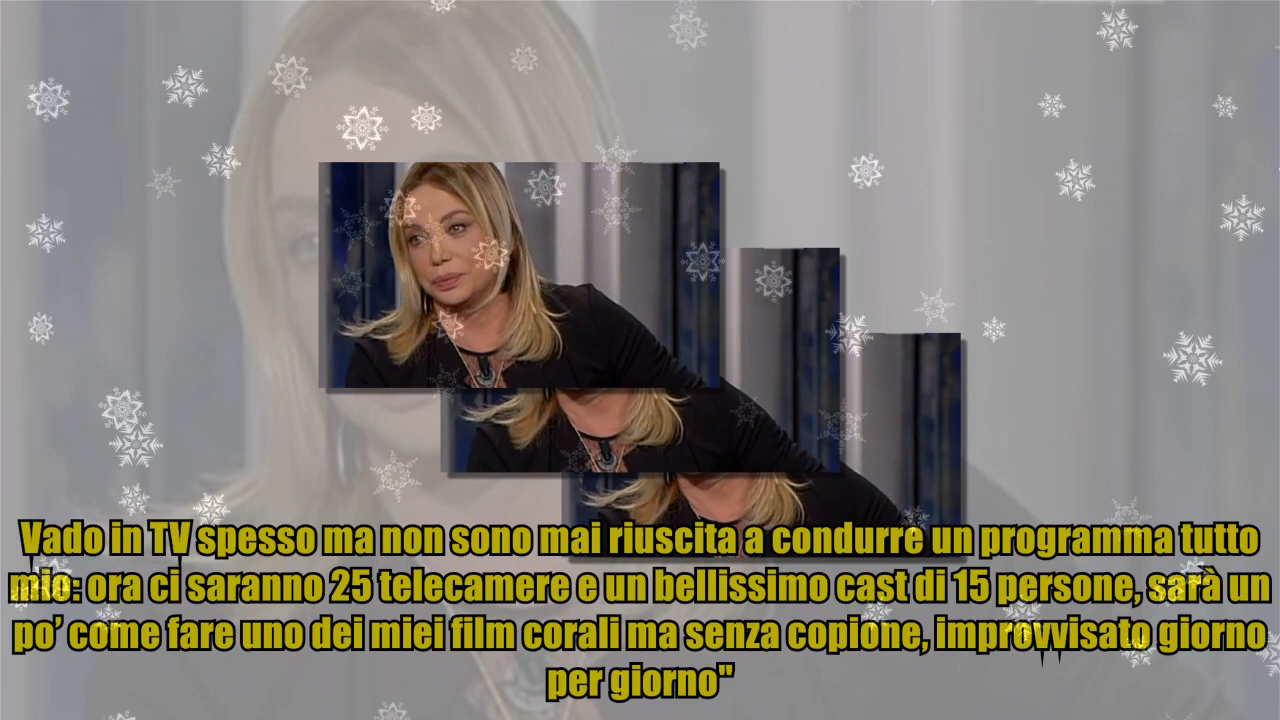 Vado in TV spesso ma non sono mai riuscita a condurre un programma tutto
mio: ora ci saranno 25 telecamere e un bellissimo cast di 15 persone, sarà un
po’ come fare uno dei miei film corali ma senza copione, improvvisato giorno
per giorno"